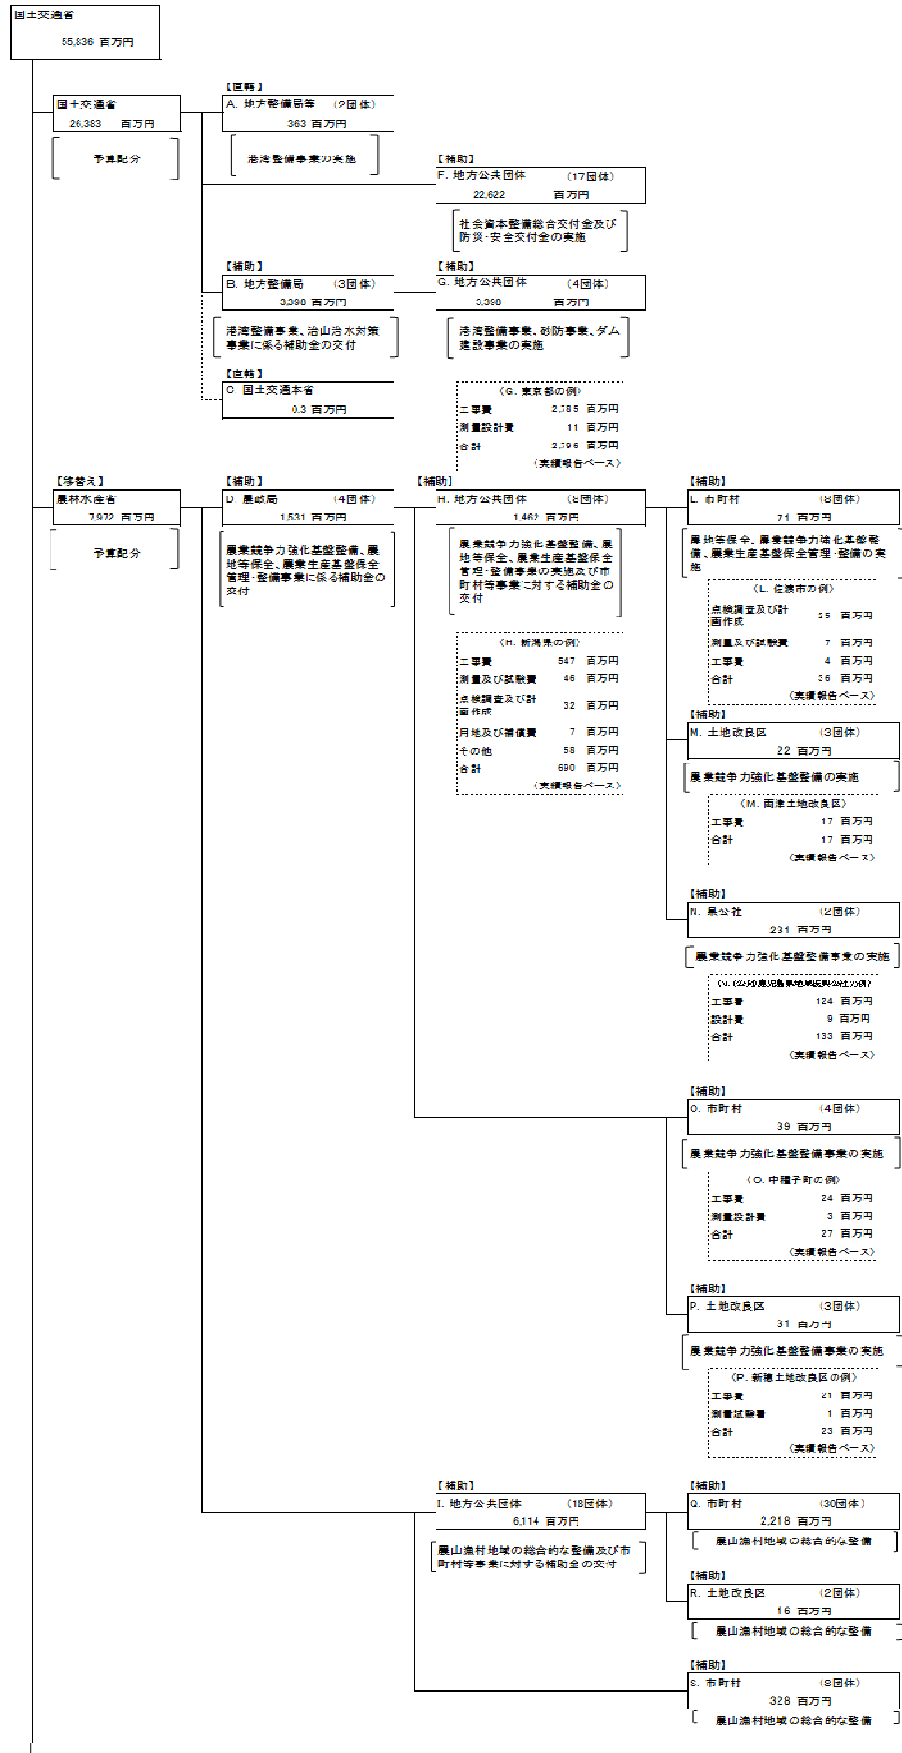 国土交通省
55,836 百万円
【直轄】
国土交通省
26,383 百万円
予算配分
A. 地方整備局等 (2団体)
363 百万円
港湾整備事業の実施
【補助】
F. 地方公共団体 (17団体)
22,622 百万円
社会資本整備総合交付金及び
防災・安全交付金の実施
【補助】
B. 地方整備局 (3団体)
3,398 百万円
港湾整備事業、治山治水対策
事業に係る補助金の交付
【補助】
G. 地方公共団体 (4団体)
3,398 百万円
港湾整備事業、砂防事業、ダム
建設事業の実施
【直轄】
C. 国土交通本省
0.3 百万円
(G. 東京都の例)
工事費 2,785 百万円
測量設計費 11 百万円
合計 2,796 百万円
(実績報告ベース)
【移替え】
農林水産省
7,972 百万円
予算配分
【補助】
D. 農政局 (4団体)
1,531 百万円
農業競争力強化基盤整備、農
地等保全、農業生産基盤保全
管理・整備事業に係る補助金の
交付
【補助】
H. 地方公共団体 (8団体)
1,462 百万円
農業競争力強化基盤整備、農
地等保全、農業生産基盤保全
管理・整備事業の実施及び市
町村等事業に対する補助金の
交付
(H. 新潟県の例)
工事費 547 百万円
測量及び試験費 46 百万円
点検調査及び計
画作成 32 百万円
用地及び補償費 7 百万円
その他 58 百万円
合計 690 百万円
(実績報告ベース)
【補助】
L. 市町村 (8団体)
71 百万円
農地等保全、農業競争力強化基盤整
備、農業生産基盤保全管理・整備の実
施
(L. 佐渡市の例)
点検調査及び計
画作成 25 百万円
測量及び試験費 7 百万円
工事費 4 百万円
合計 36 百万円
(実績報告ベース)
【補助】
M. 土地改良区 (3団体)
22 百万円
農業競争力強化基盤整備の実施
(M. 両津土地改良区)
工事費 17 百万円
合計 17 百万円
(実績報告ベース)
【補助】
N. 県公社 (2団体)
231 百万円
農業競争力強化基盤整備事業の実施
(N. (公財)鹿児島県地域振興公社の例)
工事費 124 百万円
設計費 9 百万円
合計 133 百万円
(実績報告ベース)
【補助】
O. 市町村 (4団体)
39 百万円
農業競争力強化基盤整備事業の実施
(O. 中種子町の例)
工事費 24 百万円
測量設計費 3 百万円
合計 27 百万円
(実績報告ベース)
【補助】
P. 土地改良区 (3団体)
31 百万円
農業競争力強化基盤整備事業の実施
(P. 新穂土地改良区の例)
工事費 21 百万円
測量試験費 1 百万円
合計 23 百万円
(実績報告ベース)
【補助】
I. 地方公共団体 (18団体)
6,114 百万円
農山漁村地域の総合的な整備及び市
町村等事業に対する補助金の交付
【補助】
Q. 市町村 (30団体)
2,218 百万円
農山漁村地域の総合的な整備
【補助】
R. 土地改良区 (2団体)
16 百万円
農山漁村地域の総合的な整備
【補助】
S. 市町村 (8団体)
328 百万円
農山漁村地域の総合的な整備